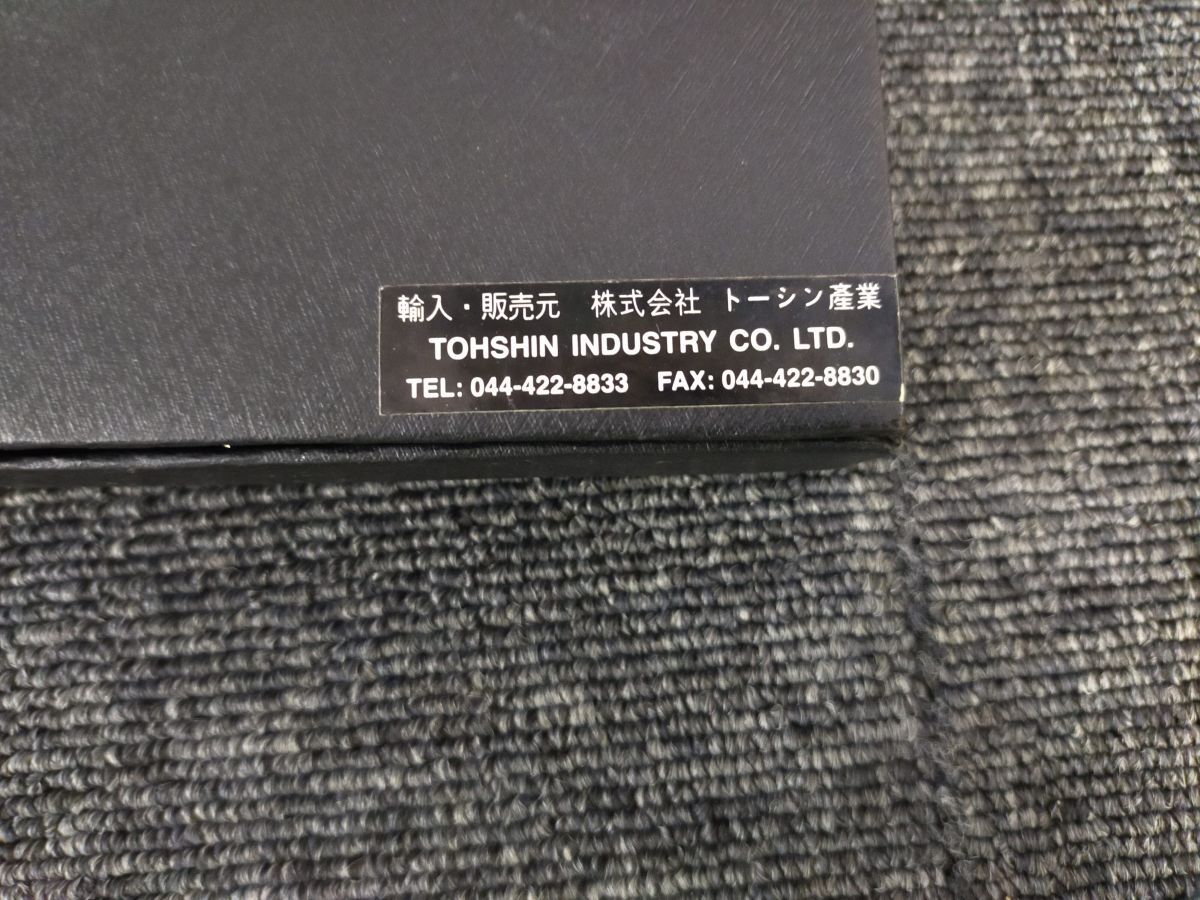 輸入・販売元　株式会社　トーシン産業
TOHSHIN INDUSTRY CO. LTD.
TEL: 044-422-8833　FAX: 044-422-8830